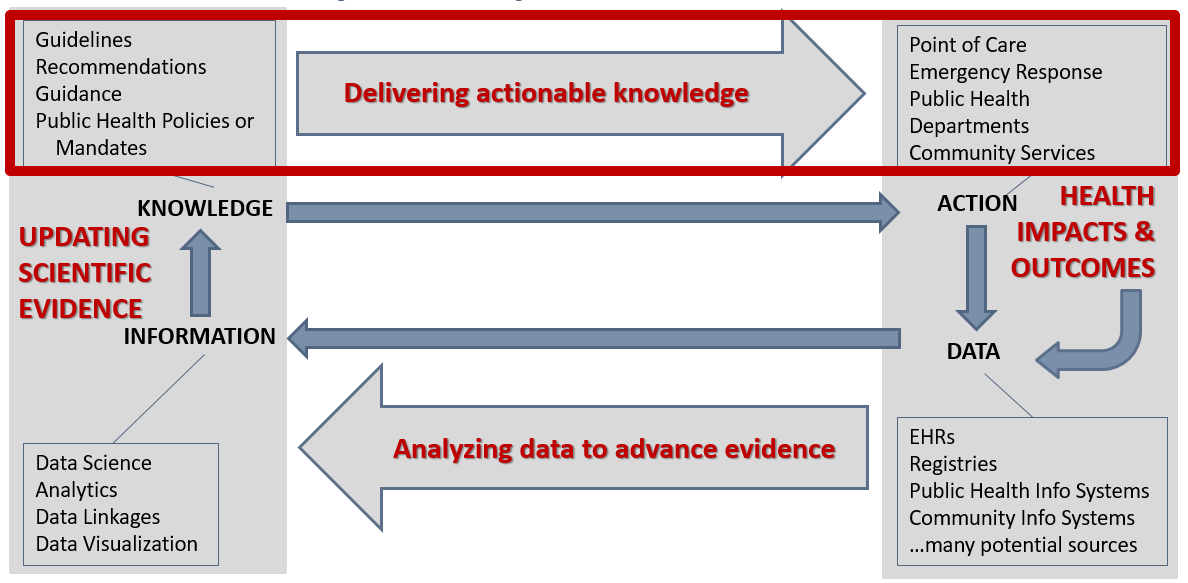 Guidelines
Recommendations
Guidance
Public Health Policies or
Mandates
Delivering actionable knowledge
Point of Care
Emergency Response
Public Health
Departments
Community Services
KNOWLEDGE
ACTION
HEALTH
IMPACTS &
OUTCOMES
UPDATING
SCIENTIFIC
EVIDENCE
INFORMATION
DATA
Analyzing data to advance evidence
Data Science
Analytics
Data Linkages
Data Visualization
EHRs
Registries
Public Health Info Systems
Community Info Systems
...many potential sources